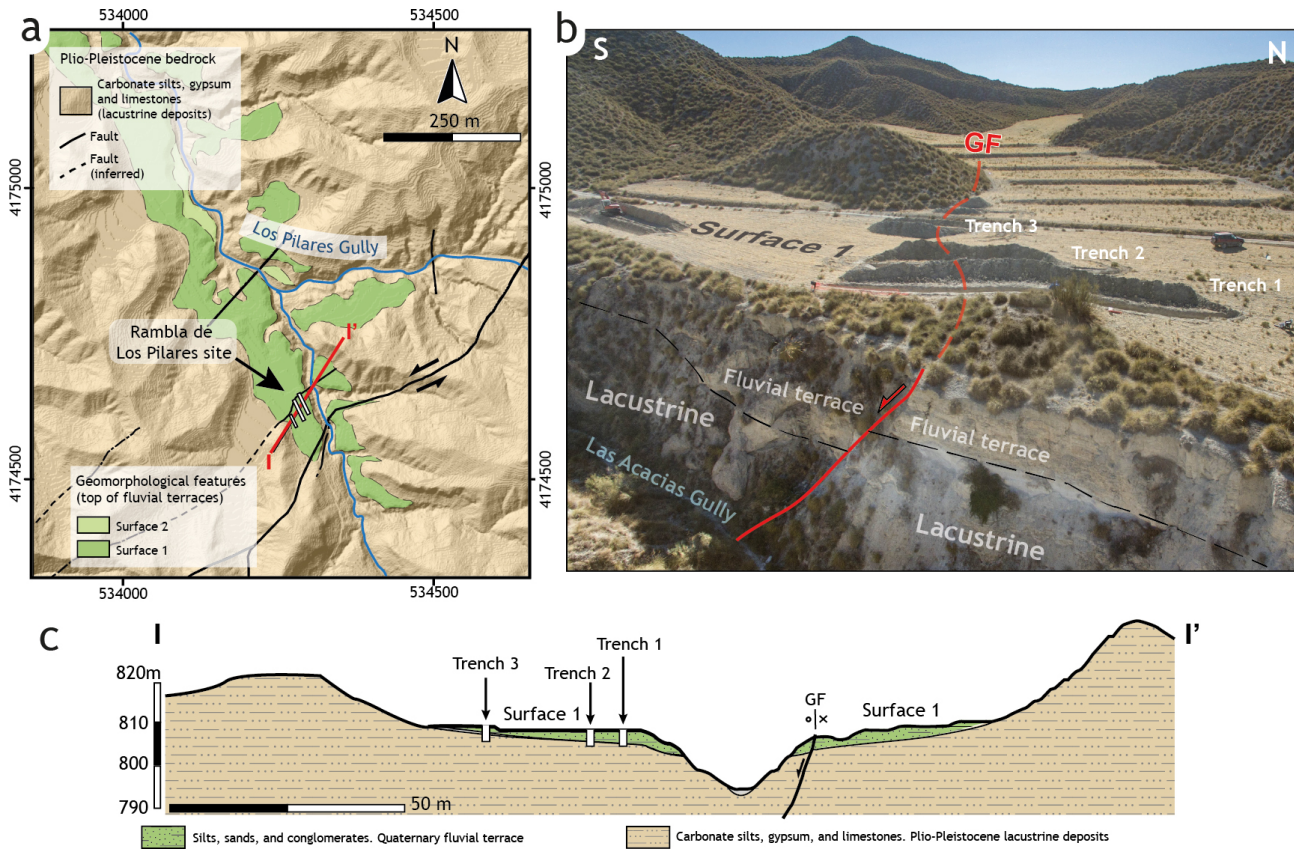 a
534000
534500
Plio-Pleistocene bedrock
Carbonate silts, gypsum
and limestones
(lacustrine deposits)
Fault
Fault
(inferred)
N
250 m
4175000
4175000
Los Pilares Gully
Rambla de
Los Pilares site
I'
I
4174500
4174500
Geomorphological features
(top of fluvial terraces)
Surface 2
Surface 1
534000
534500
b
S
N
GF
Surface 1
Trench 3
Trench 2
Trench 1
Fluvial terrace
Fluvial terrace
Lacustrine
Lacustrine
Las Acacias Gully
c
I
I'
820m
810
800
790
Trench 3
Trench 2
Trench 1
Surface 1
GF
Surface 1
50 m
Silts, sands, and conglomerates. Quaternary fluvial terrace
Carbonate silts, gypsum, and limestones. Plio-Pleistocene lacustrine deposits